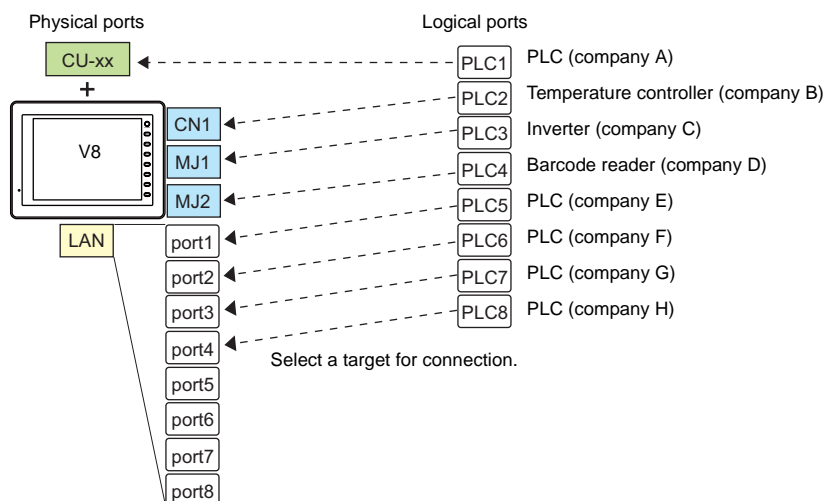 Physical ports
Logical ports
CU-xx
PLC1 PLC (company A)
+
PLC2 Temperature controller (company B)
CN1
PLC3 Inverter (company C)
V8
MJ1
PLC4 Barcode reader (company D)
MJ2
PLC5 PLC (company E)
LAN
port1
PLC6 PLC (company F)
port2
PLC7 PLC (company G)
port3
PLC8 PLC (company H)
port4
Select a target for connection.
port5
port6
port7
port8